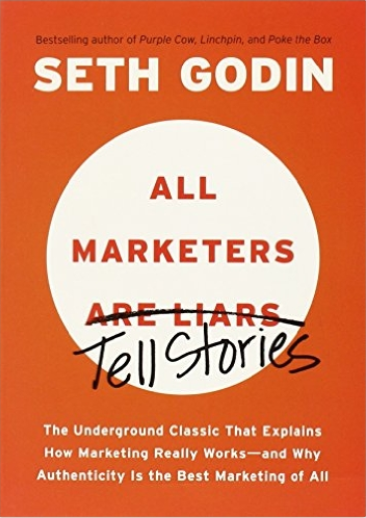 Bestselling author of Purple Cow, Linchpin, and Poke the Box
SETH GODIN
ALL
MARKETERS
ARE LIARS
Tell Stories
The Underground Classic That Explains
How Marketing Really Works—and Why
Authenticity Is the Best Marketing of All